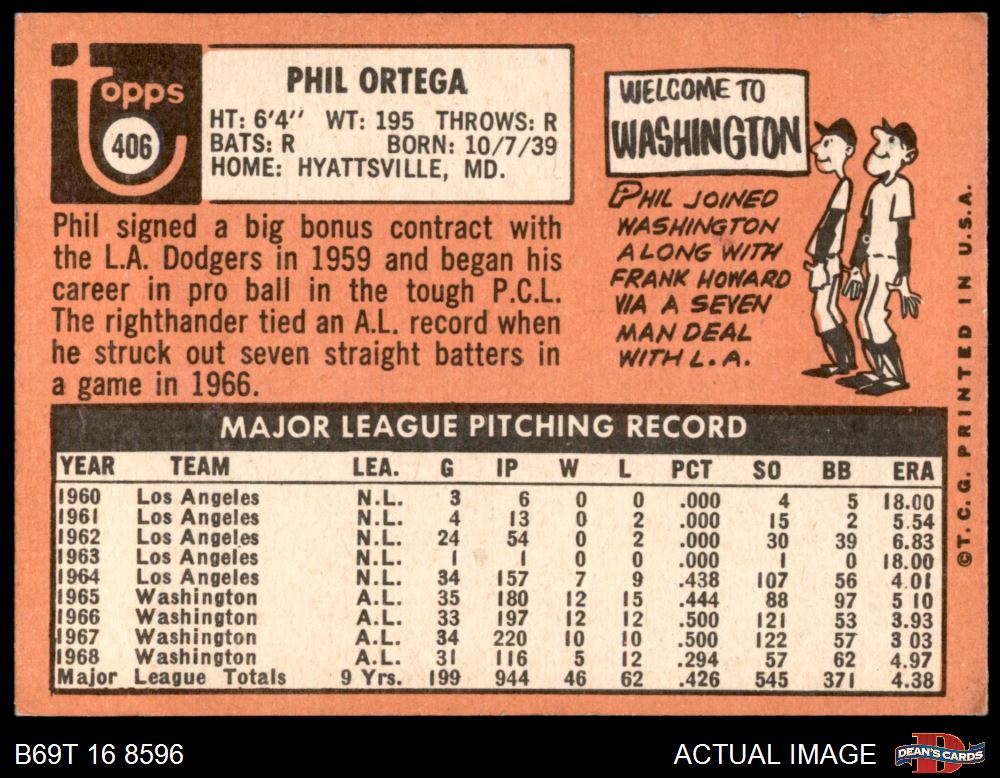 topps
406
PHIL ORTEGA
HT: 6'4" WT: 195 THROWS: R
BATS: R BORN: 10/7/39
HOME: HYATTSVILLE, MD.
Phil signed a big bonus contract with
the L.A. Dodgers in 1959 and began his
career in pro ball in the tough P.C.L.
The righthander tied an A.L. record when
he struck out seven straight batters in
a game in 1966.
WELCOME TO
WASHINGTON
PHIL JOINED
WASHINGTON
ALONG WITH
FRANK HOWARD
VIA A SEVEN
MAN DEAL
WITH L.A.
©T.C.G. PRINTED IN U.S.A.
MAJOR LEAGUE PITCHING RECORD
YEAR TEAM LEA. G IP W L PCT SO BB ERA
1960 Los Angeles N.L. 3 6 0 0 .000 4 5 18.00
1961 Los Angeles N.L. 4 13 0 2 .000 15 2 5.54
1962 Los Angeles N.L. 24 54 0 2 .000 30 39 6.83
1963 Los Angeles N.L. 1 1 0 0 .000 1 0 18.00
1964 Los Angeles N.L. 34 157 7 9 .438 107 56 4.01
1965 Washington A.L. 35 180 12 15 .444 88 97 5 10
1966 Washington A.L. 33 197 12 12 .500 121 53 3.93
1967 Washington A.L. 34 220 10 10 .500 122 57 3 03
1968 Washington A.L. 31 116 5 12 .294 57 62 4.97
Major League Totals 9 Yrs. 199 944 46 62 .426 545 371 4.38
B69T 16 8596
ACTUAL IMAGE
DEAN'S CARDS